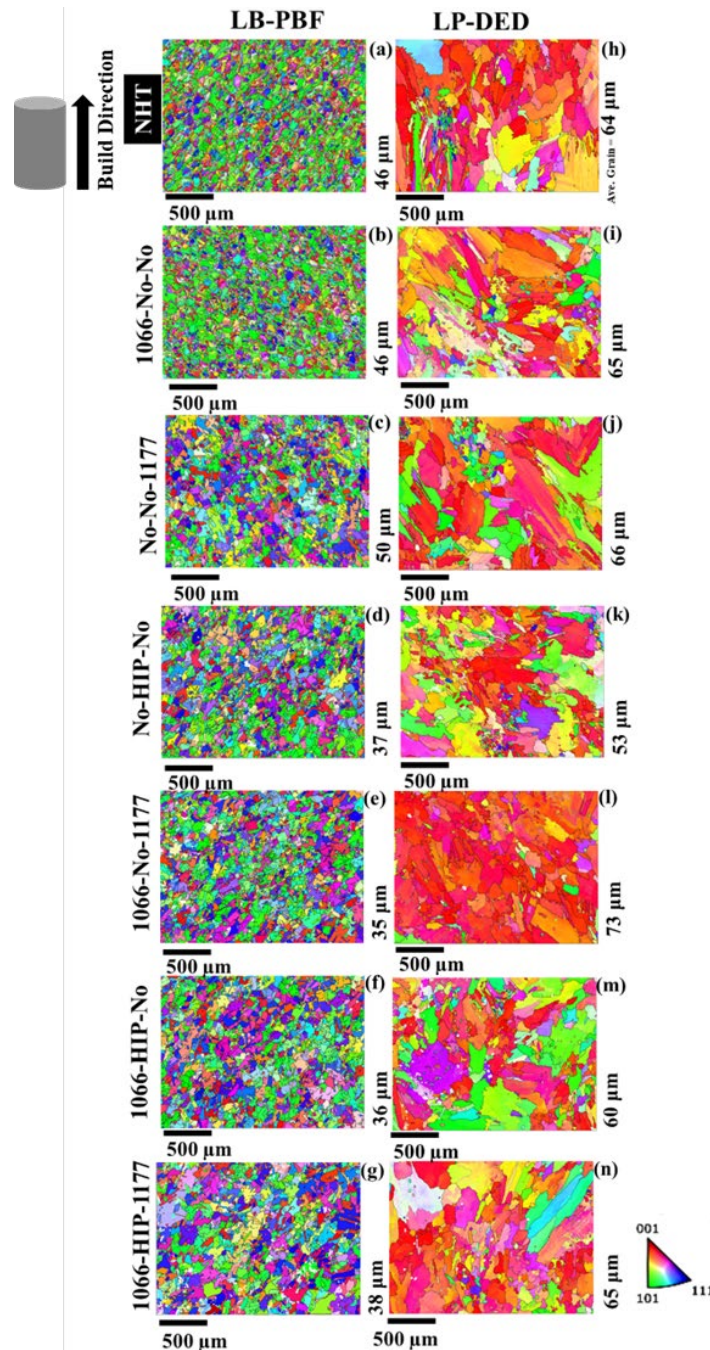 LB-PBF
LP-DED
Build Direction
NHT
(a)
46 µm
500 µm
(h)
Ave. Grain = 64 µm
500 µm
1066-No-No
(b)
46 µm
500 µm
(i)
65 µm
500 µm
No-No-1177
(c)
50 µm
500 µm
(j)
66 µm
500 µm
No-HIP-No
(d)
37 µm
500 µm
(k)
53 µm
500 µm
1066-No-1177
(e)
35 µm
500 µm
(l)
73 µm
500 µm
1066-HIP-No
(f)
36 µm
500 µm
(m)
60 µm
500 µm
1066-HIP-1177
(g)
38 µm
500 µm
(n)
65 µm
500 µm
001
101
111